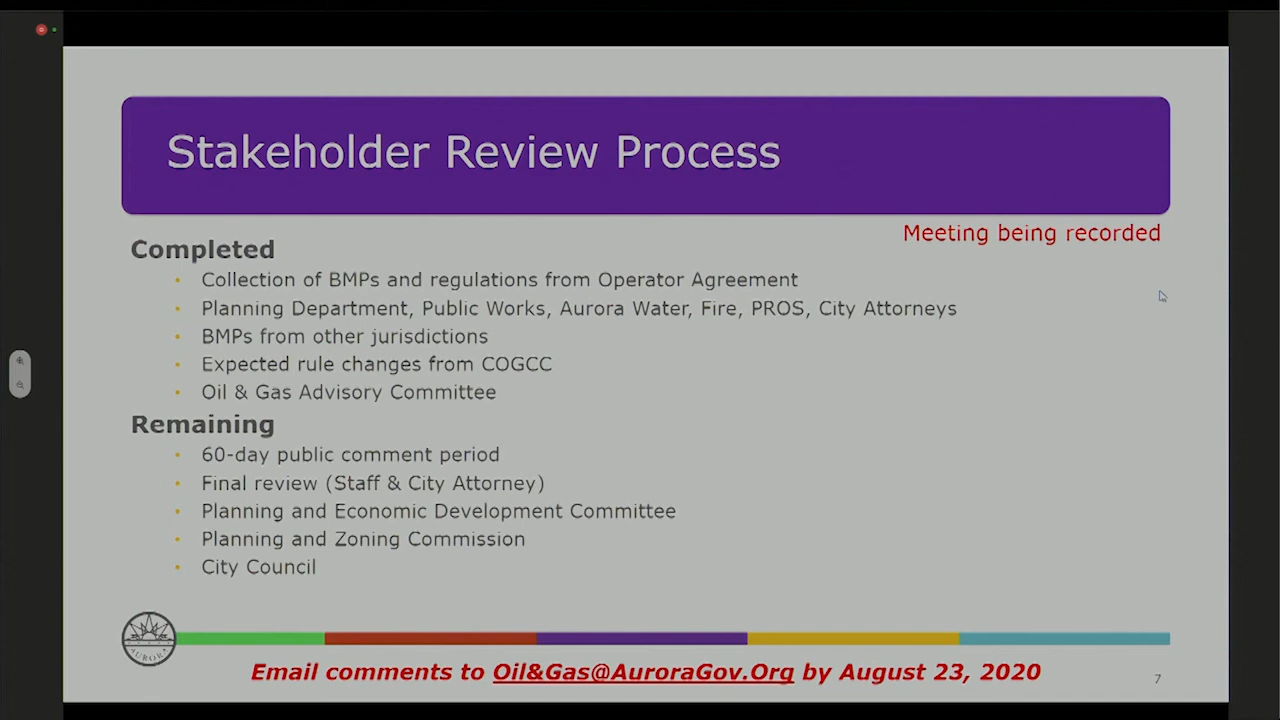 Stakeholder Review Process
Meeting being recorded
Completed
• Collection of BMPs and regulations from Operator Agreement
• Planning Department, Public Works, Aurora Water, Fire, PROS, City Attorneys
• BMPs from other jurisdictions
• Expected rule changes from COGCC
• Oil & Gas Advisory Committee
Remaining
• 60-day public comment period
• Final review (Staff & City Attorney)
• Planning and Economic Development Committee
• Planning and Zoning Commission
• City Council
AURORA
Email comments to Oil&Gas@AuroraGov.Org by August 23, 2020
7